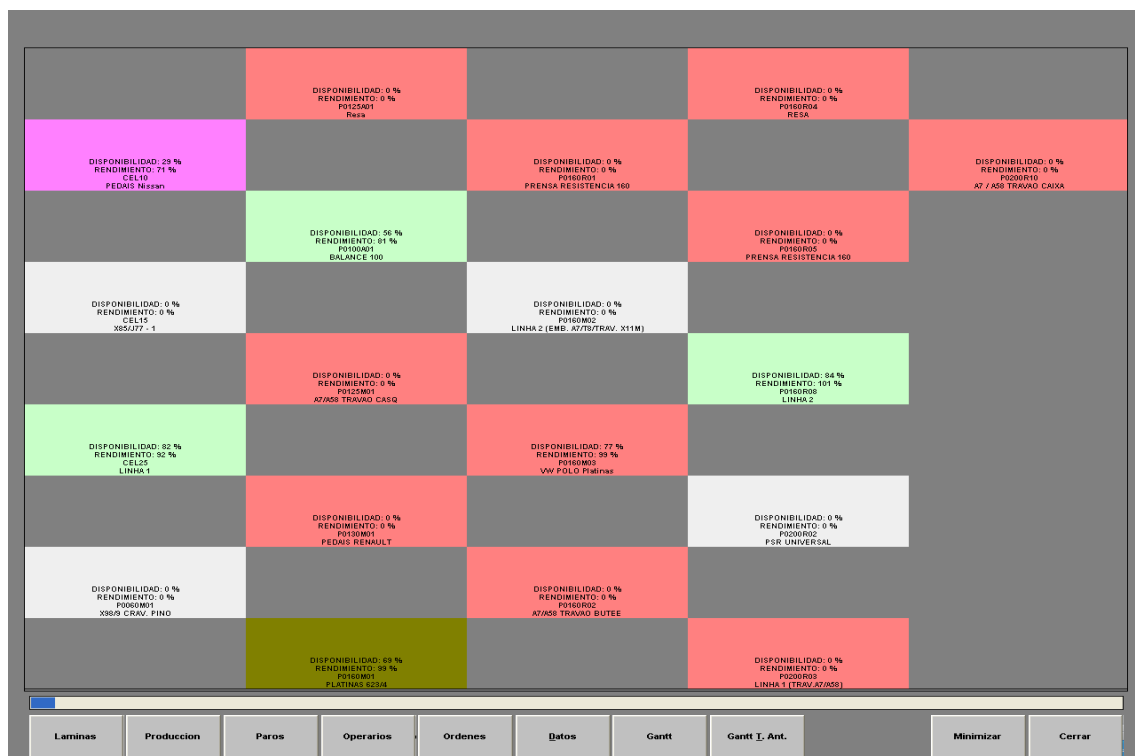 DISPONIBILIDAD: 0 %
RENDIMIENTO: 0 %
P0125A01
Resa
DISPONIBILIDAD: 0 %
RENDIMIENTO: 0 %
P0160R04
RESA
DISPONIBILIDAD: 29 %
RENDIMIENTO: 71 %
CEL10
PEDAIS Nissan
DISPONIBILIDAD: 0 %
RENDIMIENTO: 0 %
P0160R01
PRENSA RESISTENCIA 160
DISPONIBILIDAD: 0 %
RENDIMIENTO: 0 %
P0200R10
A7 / A58 TRAVAO CAIXA
DISPONIBILIDAD: 56 %
RENDIMIENTO: 81 %
P0100A01
BALANCE 100
DISPONIBILIDAD: 0 %
RENDIMIENTO: 0 %
P0160R05
PRENSA RESISTENCIA 160
DISPONIBILIDAD: 0 %
RENDIMIENTO: 0 %
CEL15
X85/J77 - 1
DISPONIBILIDAD: 0 %
RENDIMIENTO: 0 %
P0160M02
LINHA 2 (EMB. A7/T8/TRAV. X11M)
DISPONIBILIDAD: 0 %
RENDIMIENTO: 0 %
P0125M01
A7/A58 TRAVAO CASQ
DISPONIBILIDAD: 84 %
RENDIMIENTO: 101 %
P0160R08
LINHA 2
DISPONIBILIDAD: 82 %
RENDIMIENTO: 92 %
CEL25
LINHA 1
DISPONIBILIDAD: 77 %
RENDIMIENTO: 99 %
P0160M03
VW POLO Platinas
DISPONIBILIDAD: 0 %
RENDIMIENTO: 0 %
P0130M01
PEDAIS RENAULT
DISPONIBILIDAD: 0 %
RENDIMIENTO: 0 %
P0200R02
PSR UNIVERSAL
DISPONIBILIDAD: 0 %
RENDIMIENTO: 0 %
P0060M01
X98/9 CRAV. PINO
DISPONIBILIDAD: 0 %
RENDIMIENTO: 0 %
P0160R02
A7/A58 TRAVAO BUTEE
DISPONIBILIDAD: 69 %
RENDIMIENTO: 99 %
P0160M01
PLATINAS 623/4
DISPONIBILIDAD: 0 %
RENDIMIENTO: 0 %
P0200R03
LINHA 1 (TRAV.A7/A58)
Laminas Produccion Paros Operarios Ordenes Datos Gantt Gantt T. Ant. Minimizar Cerrar